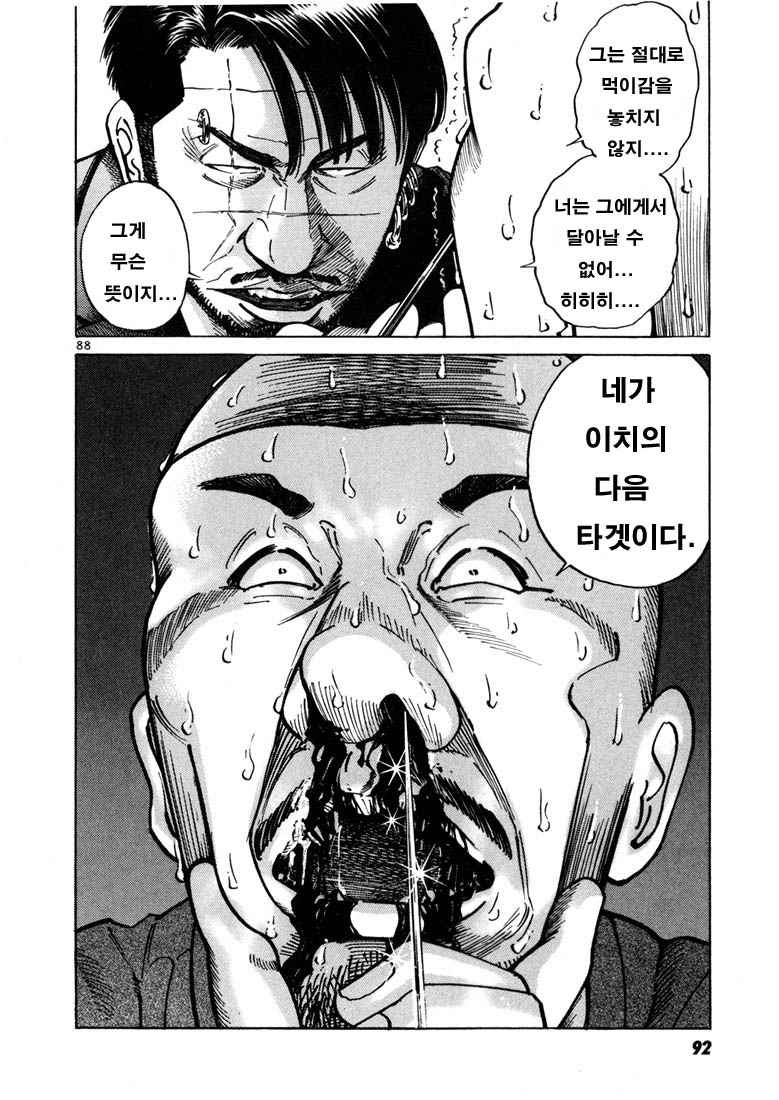 그는 절대로
먹이감을
놓치지
않지....
너는 그에게서
달아날 수
없어...
히히히....
그게
무슨
뜻이지...
88
네가
이치의
다음
타겟이다.
92